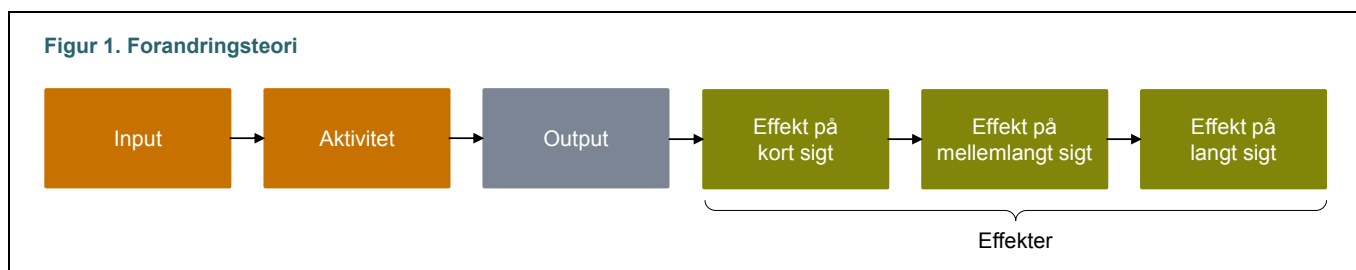 Figur 1. Forandringsteori
Input
Aktivitet
Output
Effekt på
kort sigt
Effekt på
mellemlangt sigt
Effekt på
langt sigt
Effekter